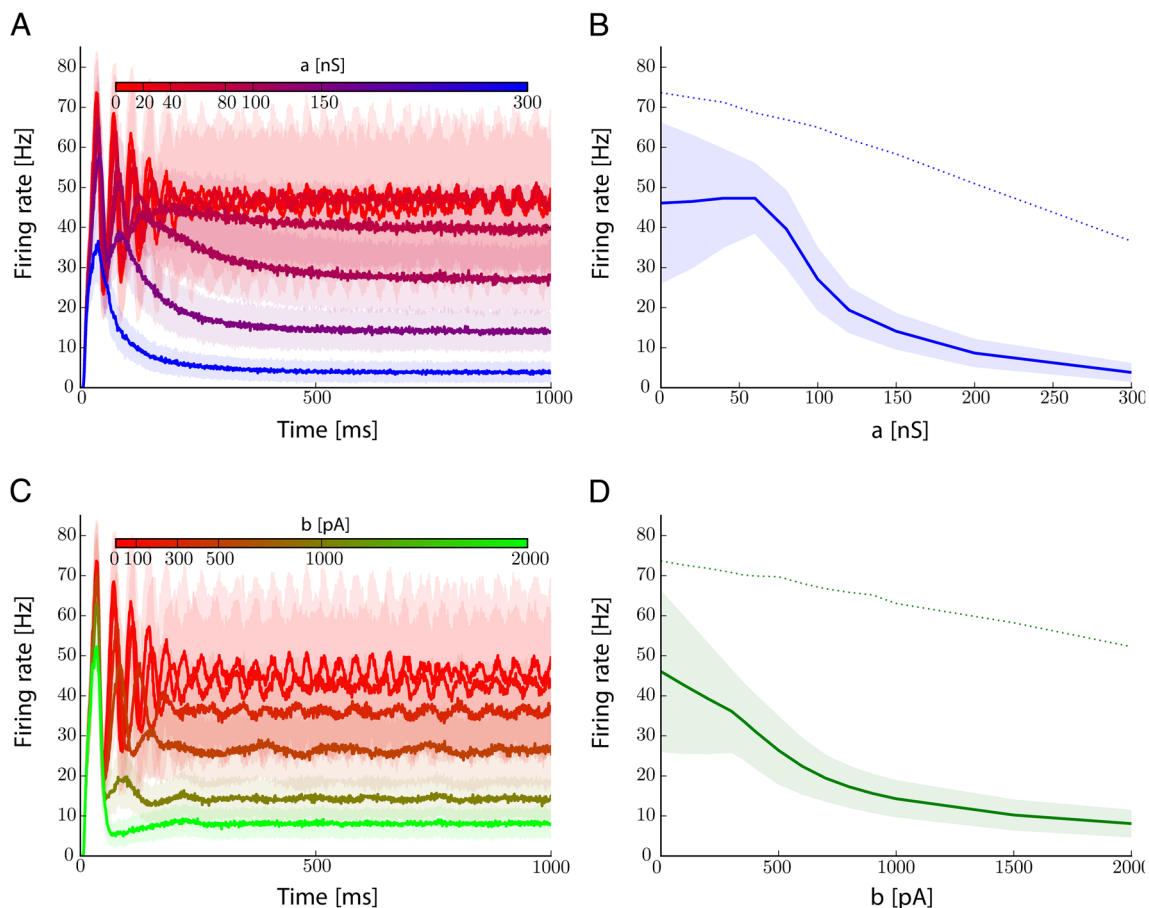 A
a [nS]
0 20 40 80 100 150 300
80
70
60
50
40
30
20
10
0
Firing rate [Hz]
0 500 1000
Time [ms]
B
80
70
60
50
40
30
20
10
0
Firing rate [Hz]
0 50 100 150 200 250 300
a [nS]
C
b [pA]
0 100 300 500 1000 2000
80
70
60
50
40
30
20
10
0
Firing rate [Hz]
0 500 1000
Time [ms]
D
80
70
60
50
40
30
20
10
0
Firing rate [Hz]
0 500 1000 1500 2000
b [pA]